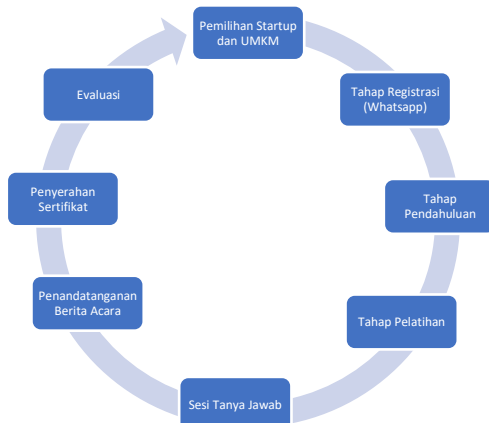 Pemilihan Startup
dan UMKM
Tahap Registrasi
(Whatsapp)
Tahap
Pendahuluan
Tahap Pelatihan
Sesi Tanya Jawab
Penandatanganan
Berita Acara
Penyerahan
Sertifikat
Evaluasi